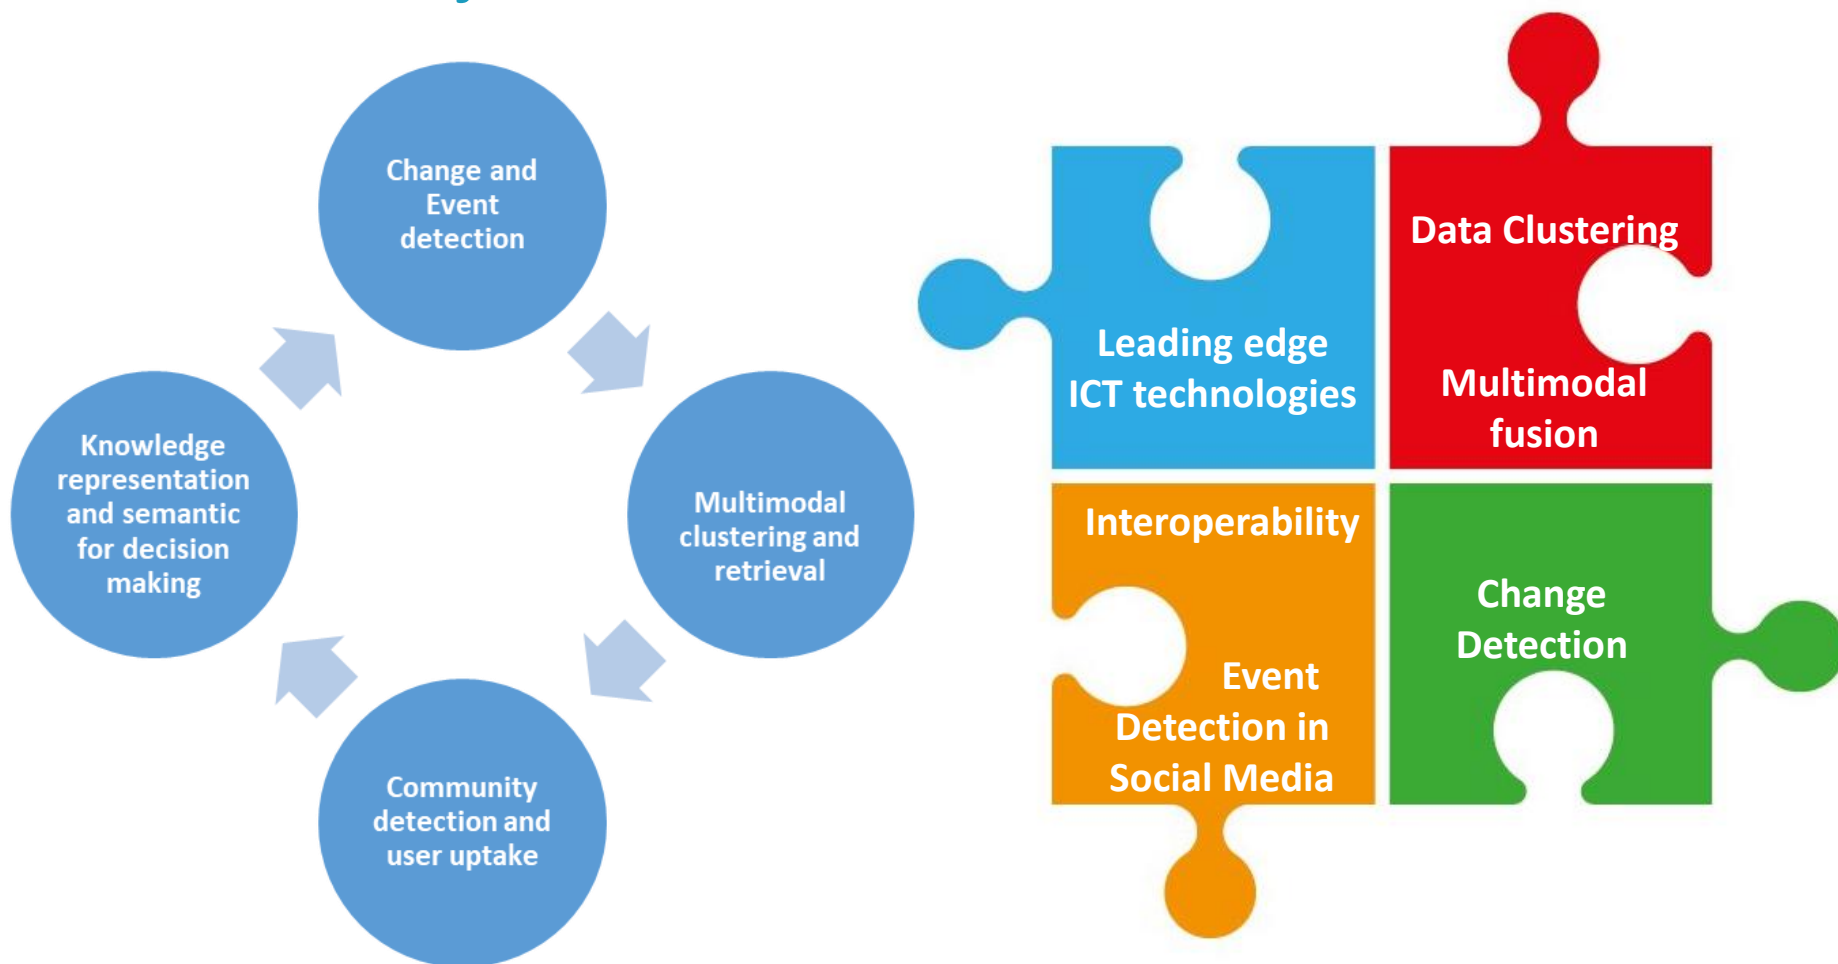 Change and
Event
detection
Knowledge
representation
and semantic
for decision
making
Multimodal
clustering and
retrieval
Community
detection and
user uptake
Leading edge
ICT technologies
Data Clustering
Multimodal
fusion
Interoperability
Event
Detection in
Social Media
Change
Detection